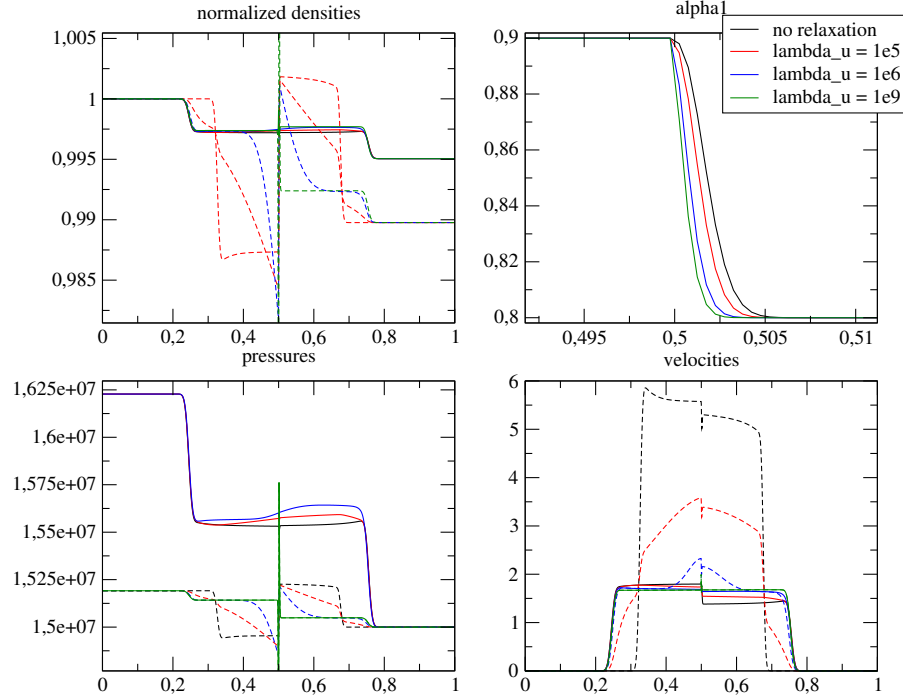 normalized densities
1,005
1
0,995
0,99
0,985
0 0,2 0,4 0,6 0,8 1
alpha1
no relaxation
lambda_u = 1e5
lambda_u = 1e6
lambda_u = 1e9
0,9
0,88
0,86
0,84
0,82
0,8
0,495 0,5 0,505 0,51
pressures
1,625e+07
1,6e+07
1,575e+07
1,55e+07
1,525e+07
1,5e+07
0 0,2 0,4 0,6 0,8 1
velocities
6
5
4
3
2
1
0
0 0,2 0,4 0,6 0,8 1